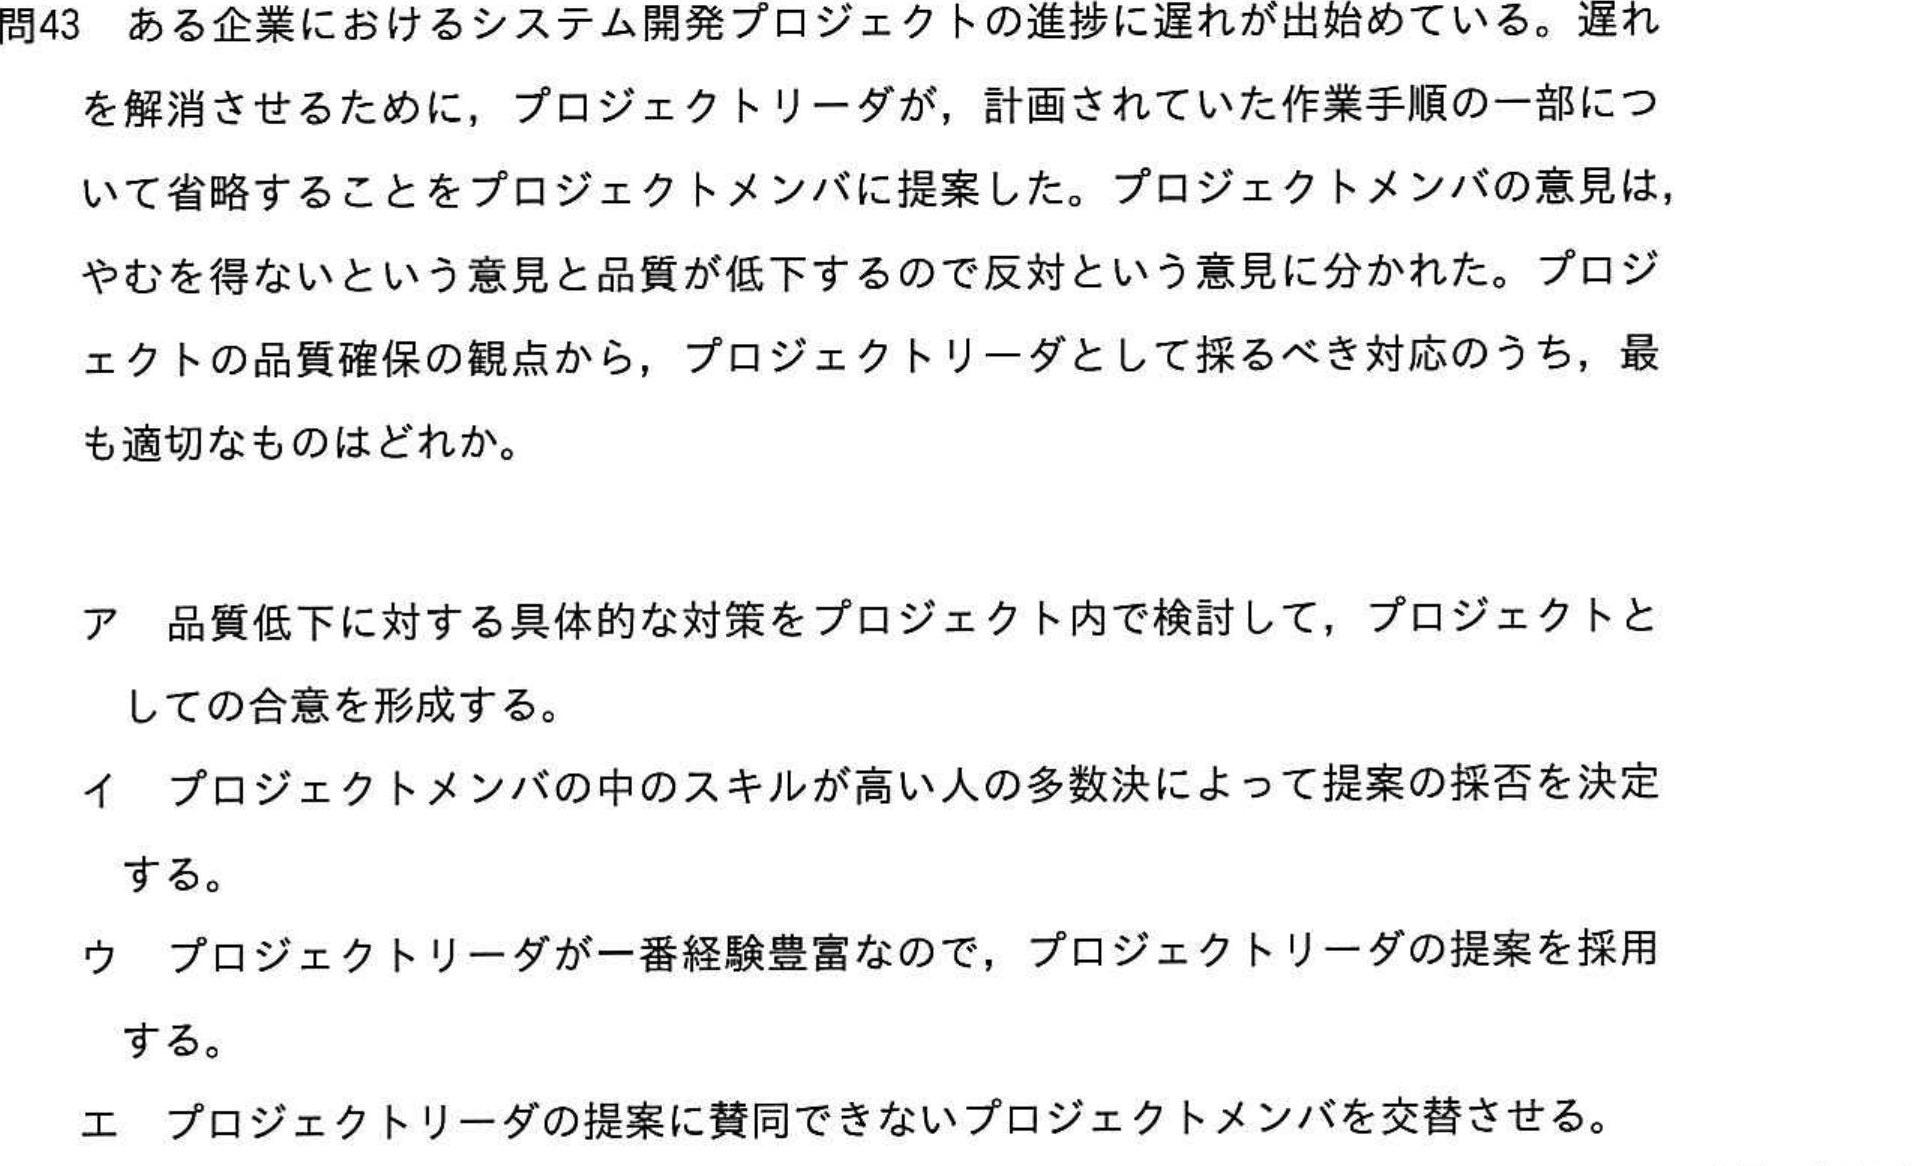 問43 ある企業におけるシステム開発プロジェクトの進捗に遅れが出始めている。遅れ
を解消させるために，プロジェクトリーダが，計画されていた作業手順の一部につ
いて省略することをプロジェクトメンバに提案した。プロジェクトメンバの意見は，
やむを得ないという意見と品質が低下するので反対という意見に分かれた。プロジ
ェクトの品質確保の観点から，プロジェクトリーダとして採るべき対応のうち，最
も適切なものはどれか。
ア 品質低下に対する具体的な対策をプロジェクト内で検討して，プロジェクトと
しての合意を形成する。
イ プロジェクトメンバの中のスキルが高い人の多数決によって提案の採否を決定
する。
ウ プロジェクトリーダが一番経験豊富なので，プロジェクトリーダの提案を採用
する。
エ プロジェクトリーダの提案に賛同できないプロジェクトメンバを交替させる。